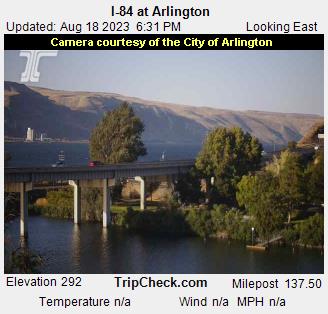 I-84 at Arlington
Updated: Aug 18 2023 6:31 PM Looking East
Camera courtesy of the City of Arlington
Elevation 292 TripCheck.com Milepost 137.50
Temperature n/a Wind n/a MPH n/a